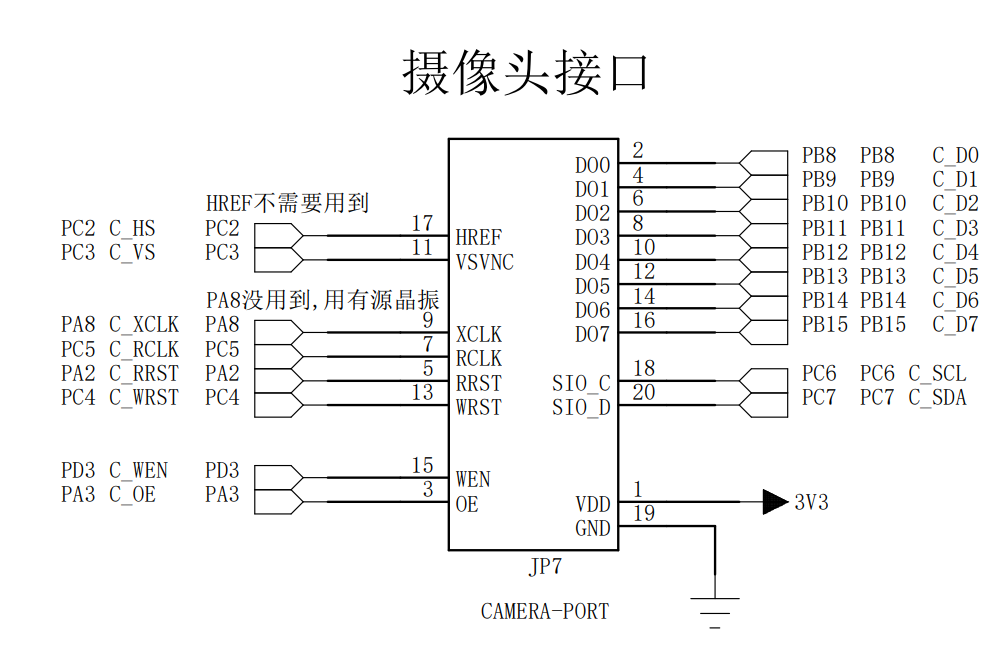 摄像头接口
2 PB8 PB8 C_D0
DO0
4 PB9 PB9 C_D1
DO1
HREF不需要用到 6 PB10 PB10 C_D2
DO2
PC2 C_HS PC2 17 8 PB11 PB11 C_D3
HREF DO3
PC3 C_VS PC3 11 10 PB12 PB12 C_D4
VSVNC DO4
12 PB13 PB13 C_D5
DO5
PA8没用到,用有源晶振 14 PB14 PB14 C_D6
DO6
PA8 C_XCLK PA8 9 16 PB15 PB15 C_D7
XCLK DO7
PC5 C_RCLK PC5 7
RCLK
PA2 C_RRST PA2 5 18 PC6 PC6 C_SCL
RRST SIO_C
PC4 C_WRST PC4 13 20 PC7 PC7 C_SDA
WRST SIO_D
PD3 C_WEN PD3 15
WEN
PA3 C_OE PA3 3 1 3V3
OE VDD
19
GND
JP7
CAMERA-PORT